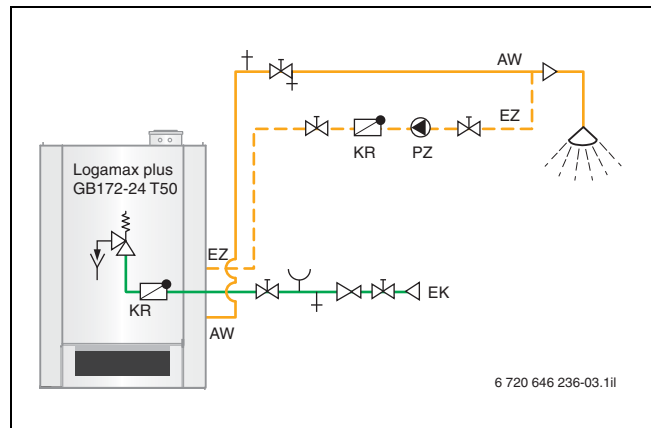 AW
EZ
KR
PZ
Logamax plus
GB172-24 T50
EZ
KR
EK
AW
6 720 646 236-03.1il